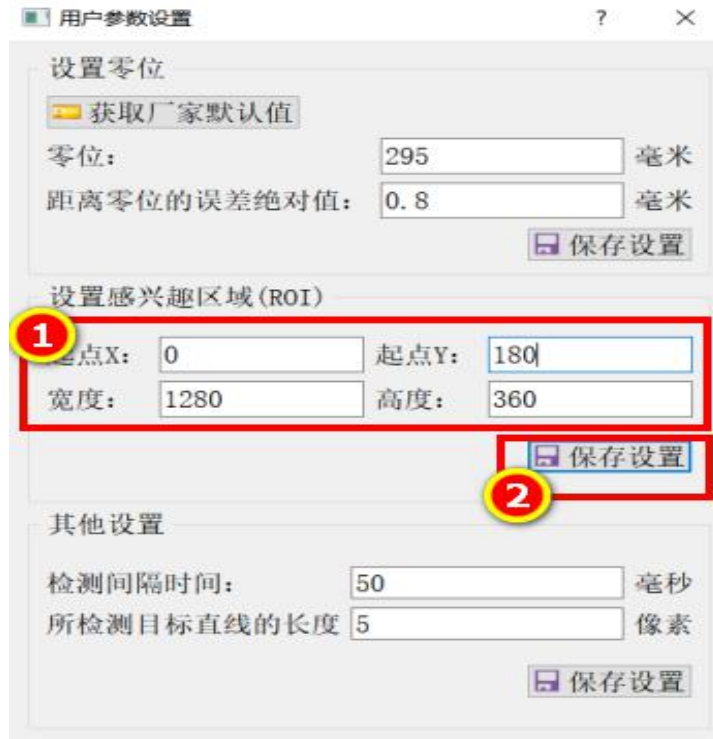 用户参数设置 ? ×
设置零位
获取厂家默认值
零位： 295 毫米
距离零位的误差绝对值： 0.8 毫米
保存设置
设置感兴趣区域(ROI)
1
起点X： 0 起点Y： 180
宽度： 1280 高度： 360
保存设置
2
其他设置
检测间隔时间： 50 毫秒
所检测目标直线的长度 5 像素
保存设置